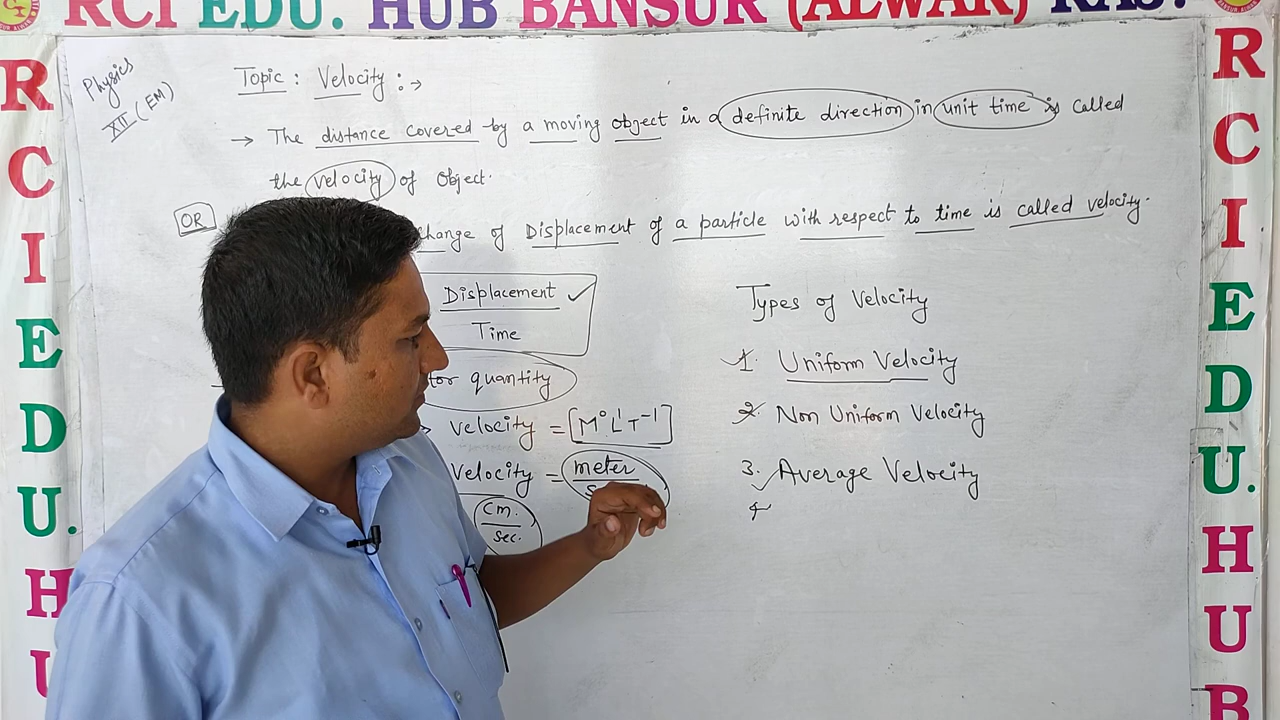 RCI EDU. HUB BANSUR (ALWAR) RAJ.
R
C
I
E
D
U.
H
U
Physics
XII (EM)
Topic : Velocity :→
→ The distance covered by a moving object in a definite direction in unit time is called
the velocity of object.
OR
change of Displacement of a particle with respect to time is called velocity.
Displacement ✓
Time
tor quantity
→ Velocity = [M⁰L¹T⁻¹]
Velocity = meter
cm.
sec.
Types of Velocity
1. Uniform Velocity
2. Non Uniform Velocity
3. Average Velocity
4
R
C
I
E
D
U.
H
U
B